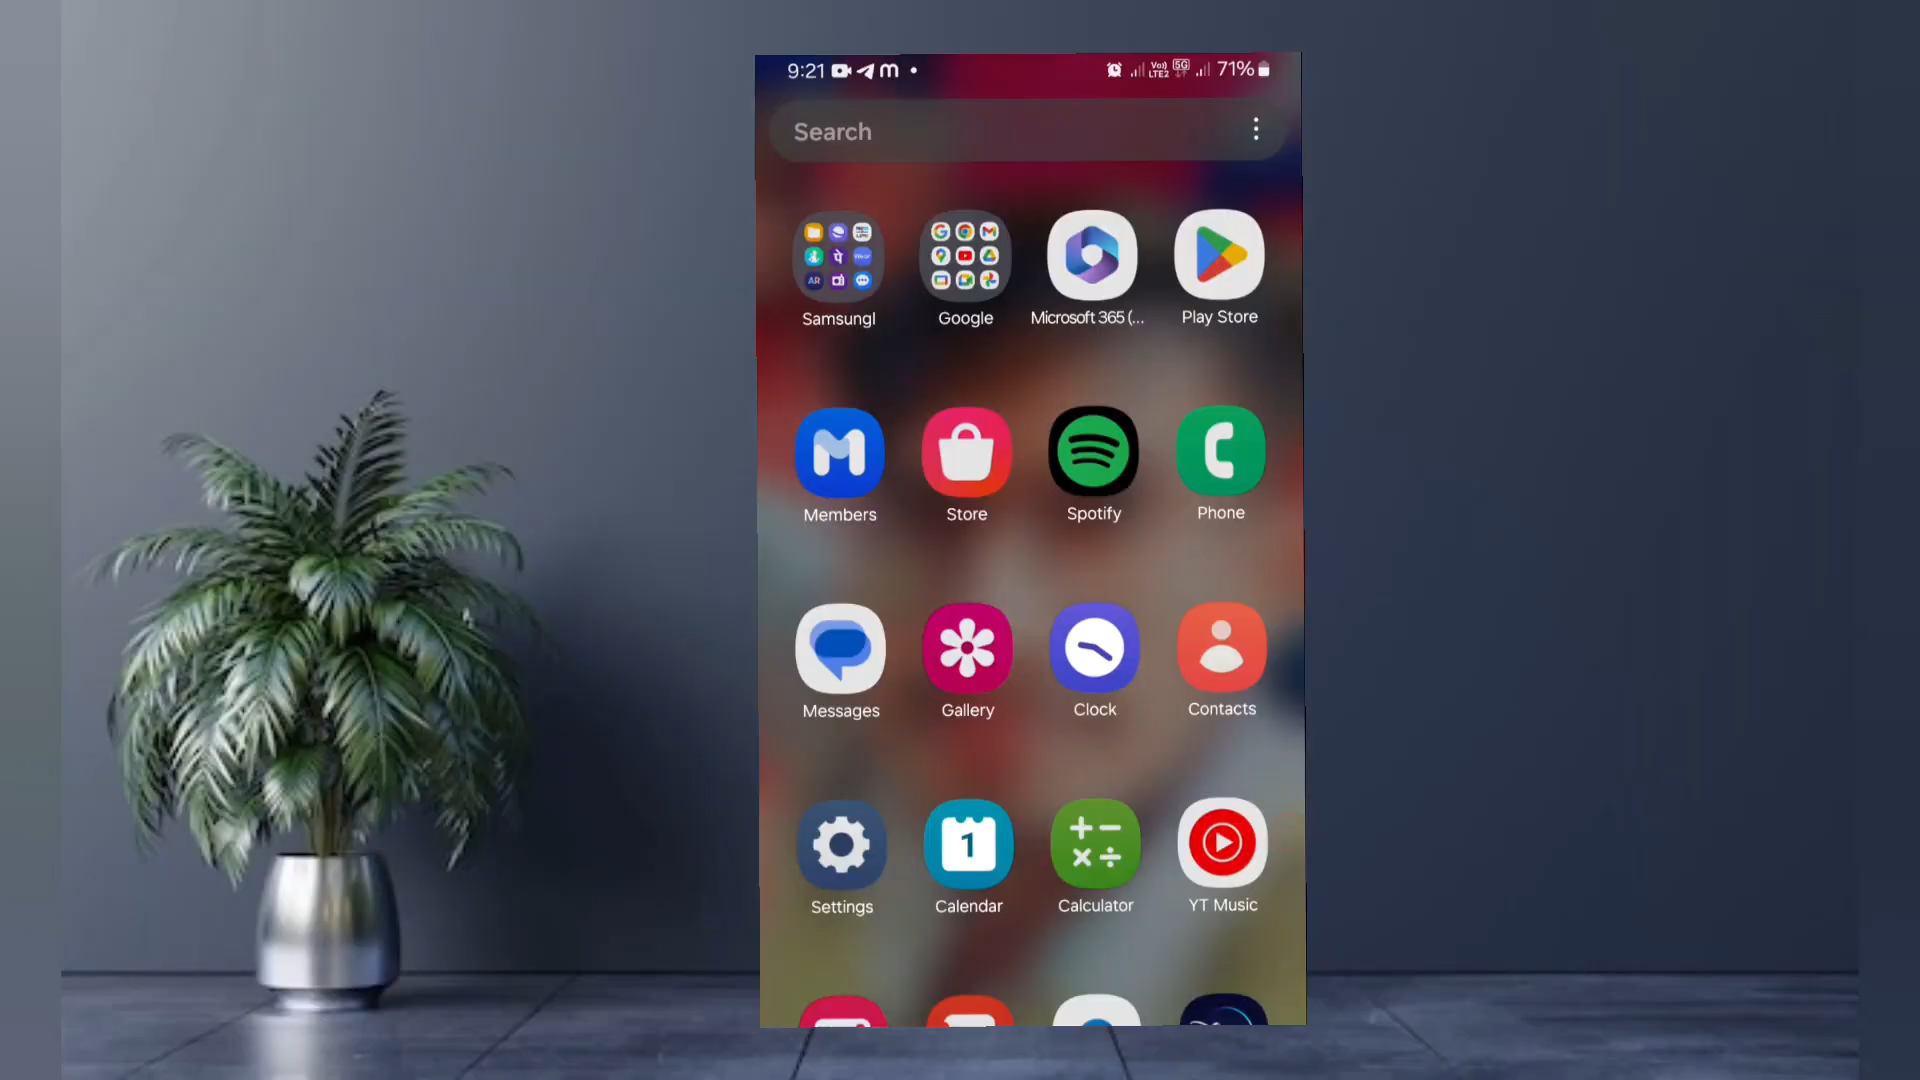 9:21 71%
Search
Samsungl Google Microsoft 365 (... Play Store
Members Store Spotify Phone
Messages Gallery Clock Contacts
1
Settings Calendar Calculator YT Music